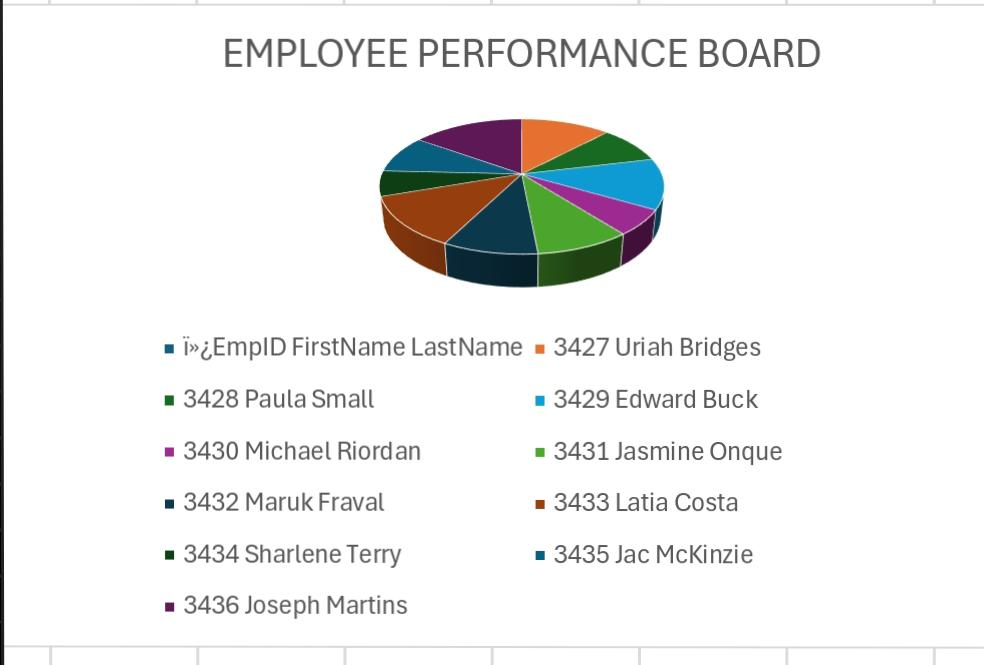 EMPLOYEE PERFORMANCE BOARD
ï»¿EmpID FirstName LastName 3427 Uriah Bridges
3428 Paula Small 3429 Edward Buck
3430 Michael Riordan 3431 Jasmine Onque
3432 Maruk Fraval 3433 Latia Costa
3434 Sharlene Terry 3435 Jac McKinzie
3436 Joseph Martins